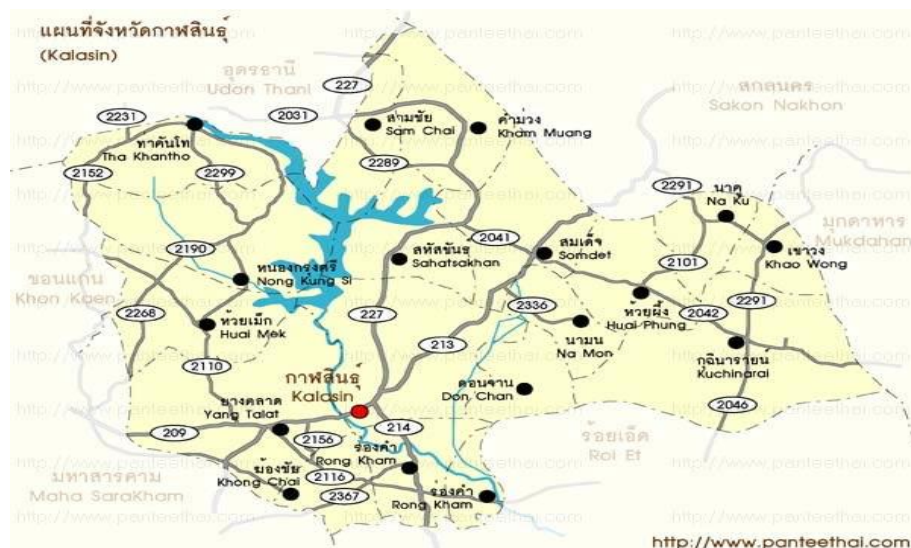 แผนที่จังหวัดกาฬสินธุ์
(Kalasin)
อุดรธานี
Udon Thani
227
สกลนคร
Sakon Nakhon
2231
2031
สามชัย
Sam Chai
คำม่วง
Kham Muang
ทาคันโท
Tha Khantho
2152
2299
2289
2291
นาคู
Na Ku
มุกดาหาร
Mukdahan
2190
2041
สมเด็จ
Somdet
เขาวง
Khao Wong
สหัสขันธ์
Sahatsakhan
2101
หนองกุงศรี
Nong Kung Si
ขอนแก่น
Khon Kaen
2268
227
2336
ห้วยผึ้ง
Huai Phung
2042
2291
ห้วยเม็ก
Huai Mek
213
นามน
Na Mon
กุฉินารายน์
Kuchinarai
2110
กาฬสินธุ์
Kalasin
ดอนจาน
Don Chan
2046
ยางตลาด
Yang Talat
209
214
2156
ร่องคำ
Rong Kham
ร้อยเอ็ด
Roi Et
มหาสารคาม
Maha SaraKham
ฆ้องชัย
Khong Chai
2116
2367
ร่องคำ
Rong Kham
http://www.panteethai.com